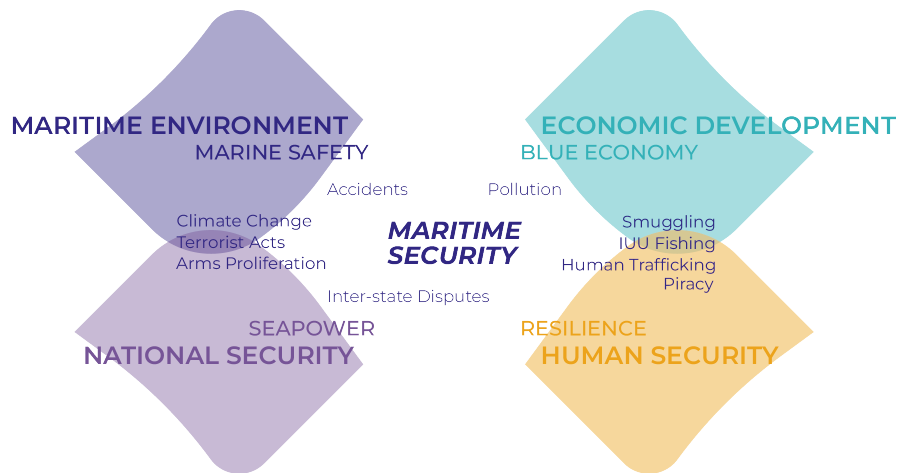 MARITIME ENVIRONMENT
MARINE SAFETY
ECONOMIC DEVELOPMENT
BLUE ECONOMY
Accidents
Pollution
Climate Change
Terrorist Acts
Arms Proliferation
MARITIME
SECURITY
Smuggling
IUU Fishing
Human Trafficking
Piracy
Inter-state Disputes
SEAPOWER
NATIONAL SECURITY
RESILIENCE
HUMAN SECURITY